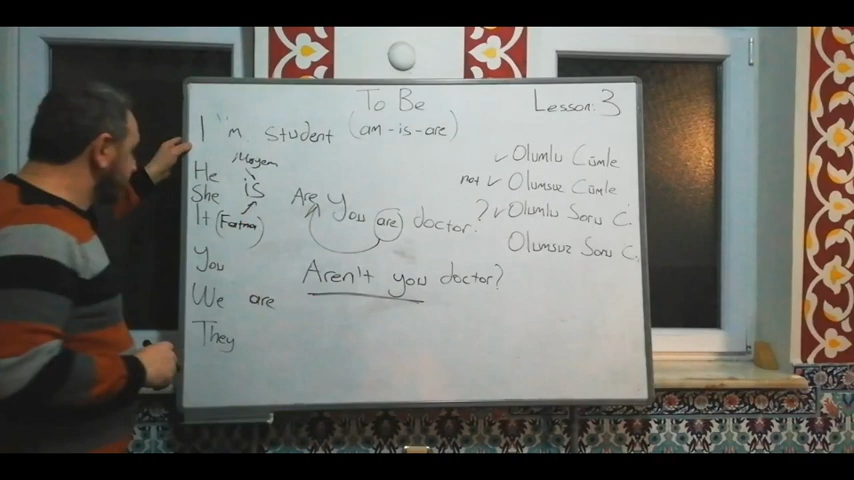 To Be
Lesson: 3
I'm student (am-is-are)
Meyem
He
She is
It (Fatma)
You
We are
They
Are You are doctor.
Aren't you doctor?
✓ Olumlu Cümle
not ✓ Olumsuz Cümle
? ✓ Olumlu Soru C.
Olumsuz Soru C.